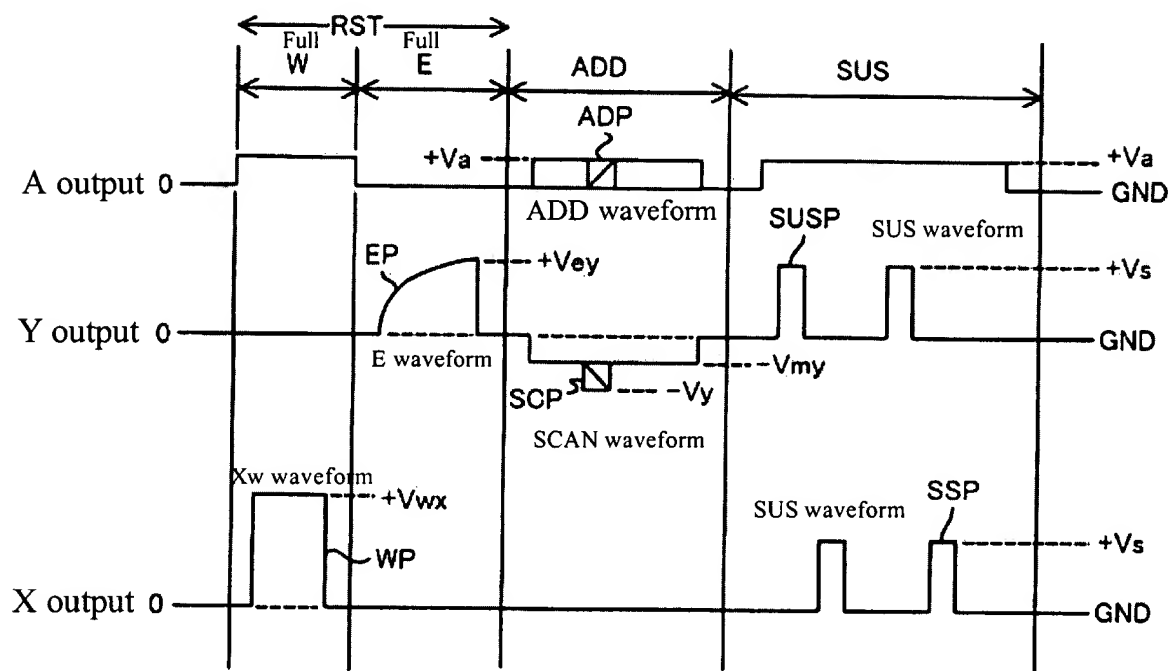 RST
Full
W
Full
E
ADD
SUS
ADP
+Va
+Va
A output 0
GND
ADD waveform
SUSP
SUS waveform
EP
+Vey
+Vs
Y output 0
GND
E waveform
-Vmy
SCP
-Vy
SCAN waveform
Xw waveform
+Vwx
SUS waveform
SSP
WP
+Vs
X output 0
GND